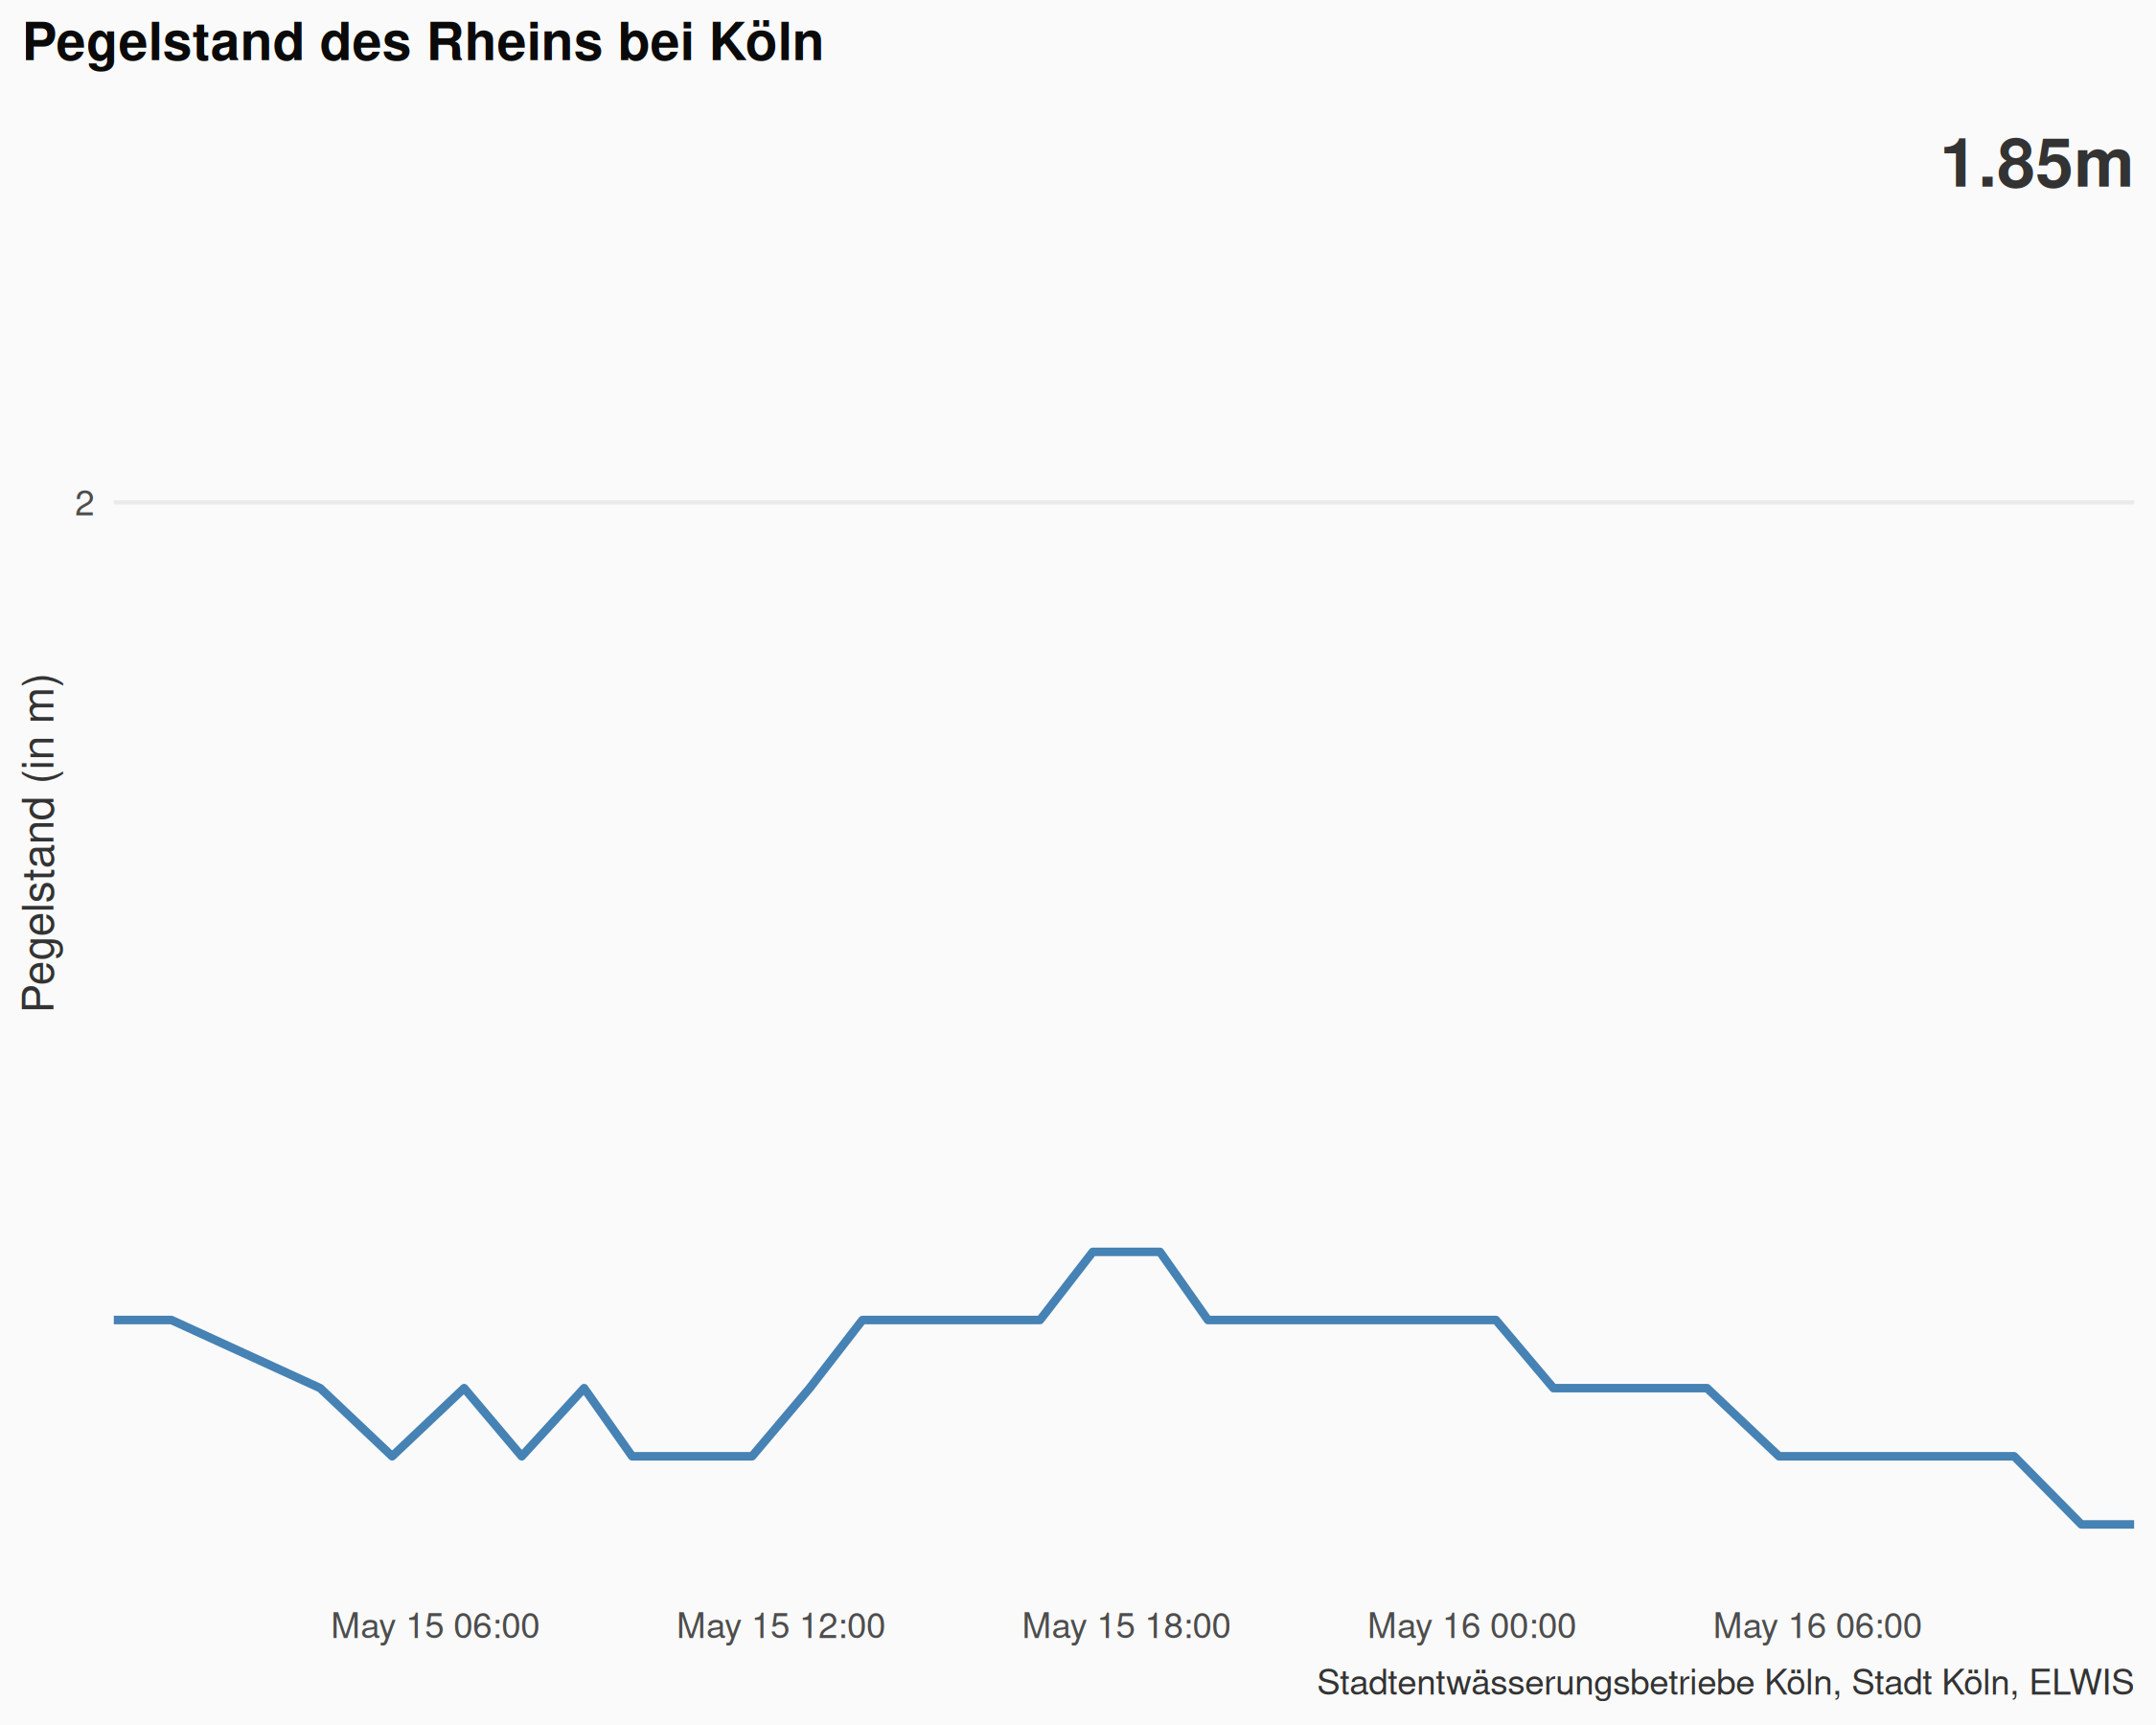 Pegelstand des Rheins bei Köln
1.85m
2
Pegelstand (in m)
May 15 06:00
May 15 12:00
May 15 18:00
May 16 00:00
May 16 06:00
Stadtentwässerungsbetriebe Köln, Stadt Köln, ELWIS